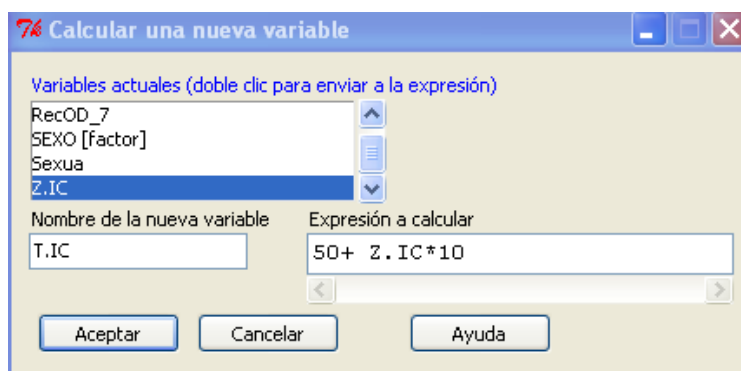 Calcular una nueva variable
Variables actuales (doble clic para enviar a la expresión)
RecOD_7
SEXO [factor]
Sexua
Z.IC
Nombre de la nueva variable
Expresión a calcular
T.IC
50+ Z.IC*10
Aceptar
Cancelar
Ayuda